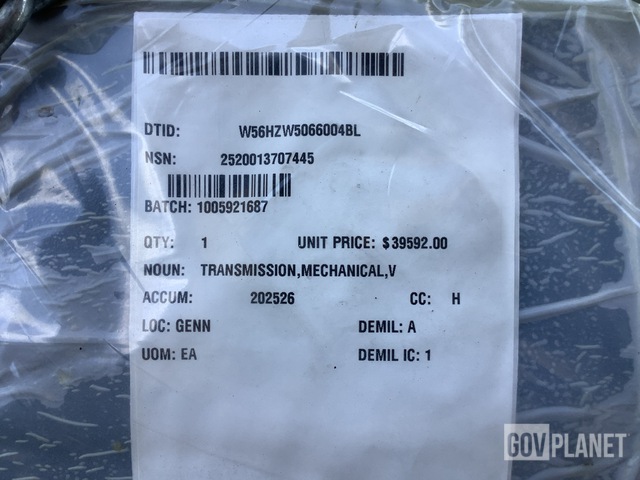 DTID: W56HZW5066004BL
NSN: 2520013707445
BATCH: 1005921687
QTY: 1 UNIT PRICE: $39592.00
NOUN: TRANSMISSION,MECHANICAL,V
ACCUM: 202526 CC: H
LOC: GENN DEMIL: A
UOM: EA DEMIL IC: 1
GOVPLANET